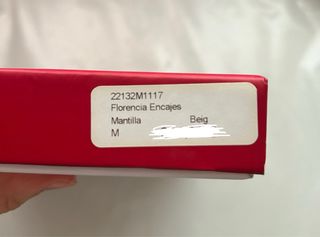 22132M1117
Florencia Encajes
Mantilla Beig
M